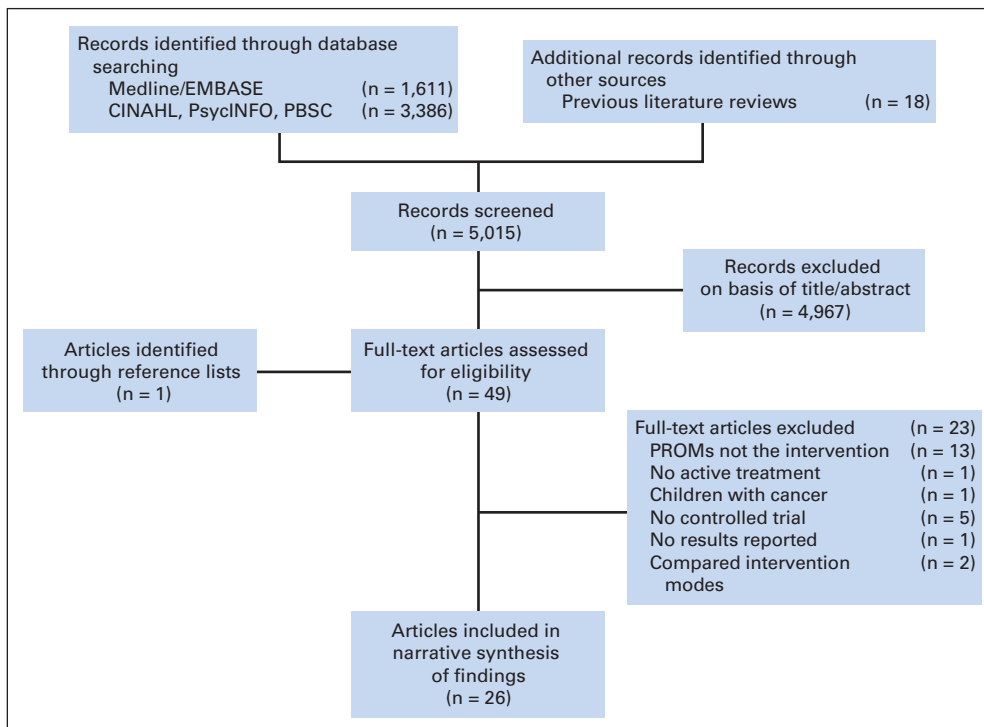 Records identified through database
searching
Medline/EMBASE (n = 1,611)
CINAHL, PsycINFO, PBSC (n = 3,386)
Additional records identified through
other sources
Previous literature reviews (n = 18)
Records screened
(n = 5,015)
Records excluded
on basis of title/abstract
(n = 4,967)
Articles identified
through reference lists
(n = 1)
Full-text articles assessed
for eligibility
(n = 49)
Full-text articles excluded (n = 23)
PROMs not the intervention (n = 13)
No active treatment (n = 1)
Children with cancer (n = 1)
No controlled trial (n = 5)
No results reported (n = 1)
Compared intervention (n = 2)
modes
Articles included in
narrative synthesis
of findings
(n = 26)